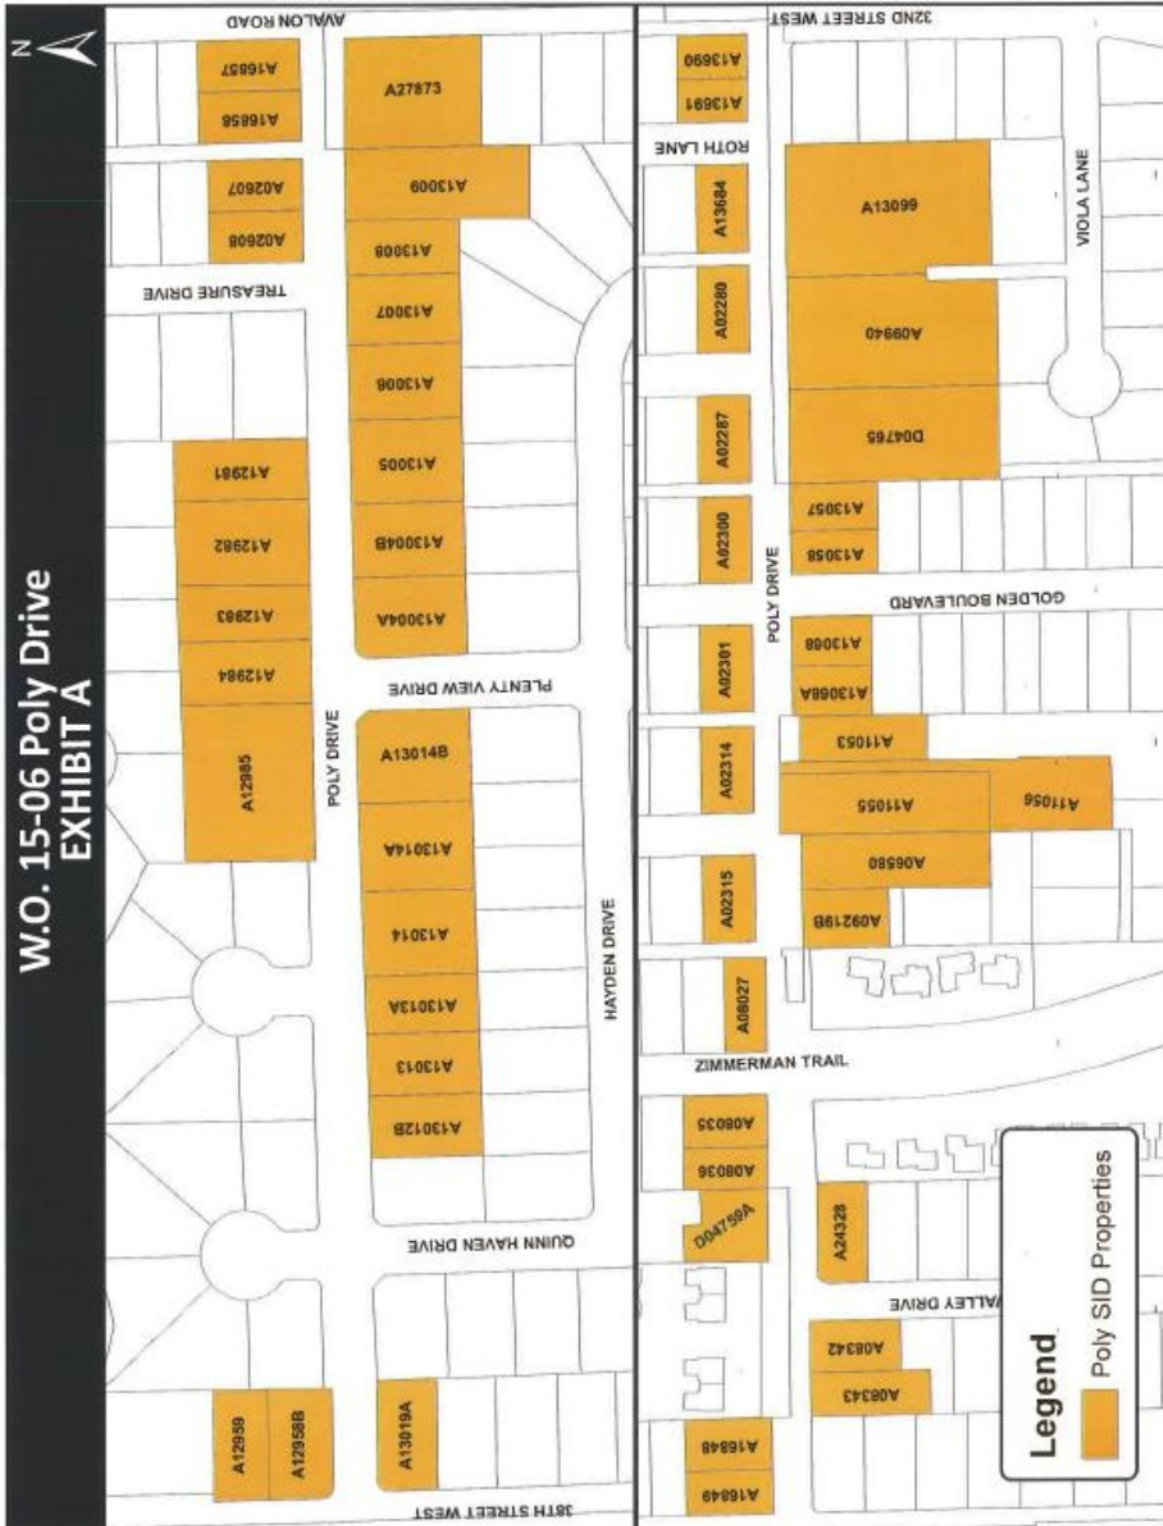 W.O. 15-06 Poly Drive
EXHIBIT A
N
AVALON ROAD
A16857
A16858
A27873
A02607
A02608
A13009
A13008
TREASURE DRIVE
A13007
A13006
A12981
A13005
A12982
A13004B
A12983
A13004A
A12984
PLENTY VIEW DRIVE
A12985
POLY DRIVE
A13014B
A13014A
A13014
HAYDEN DRIVE
A13013A
A13013
A13012B
QUINN HAVEN DRIVE
A12959
A12958B
A13019A
38TH STREET WEST
32ND STREET WEST
A13690
A13691
ROTH LANE
A13684
A13099
VIOLA LANE
A02280
A09940
A02287
D04765
A13057
A02300
A13058
POLY DRIVE
GOLDEN BOULEVARD
A02301
A13068
A13068A
A02314
A11053
A11055
A11056
A06580
A02315
A09219B
A08027
ZIMMERMAN TRAIL
A08035
A08036
D04759A
A24328
VALLEY DRIVE
A08342
A08343
A16848
A16849
Legend
Poly SID Properties